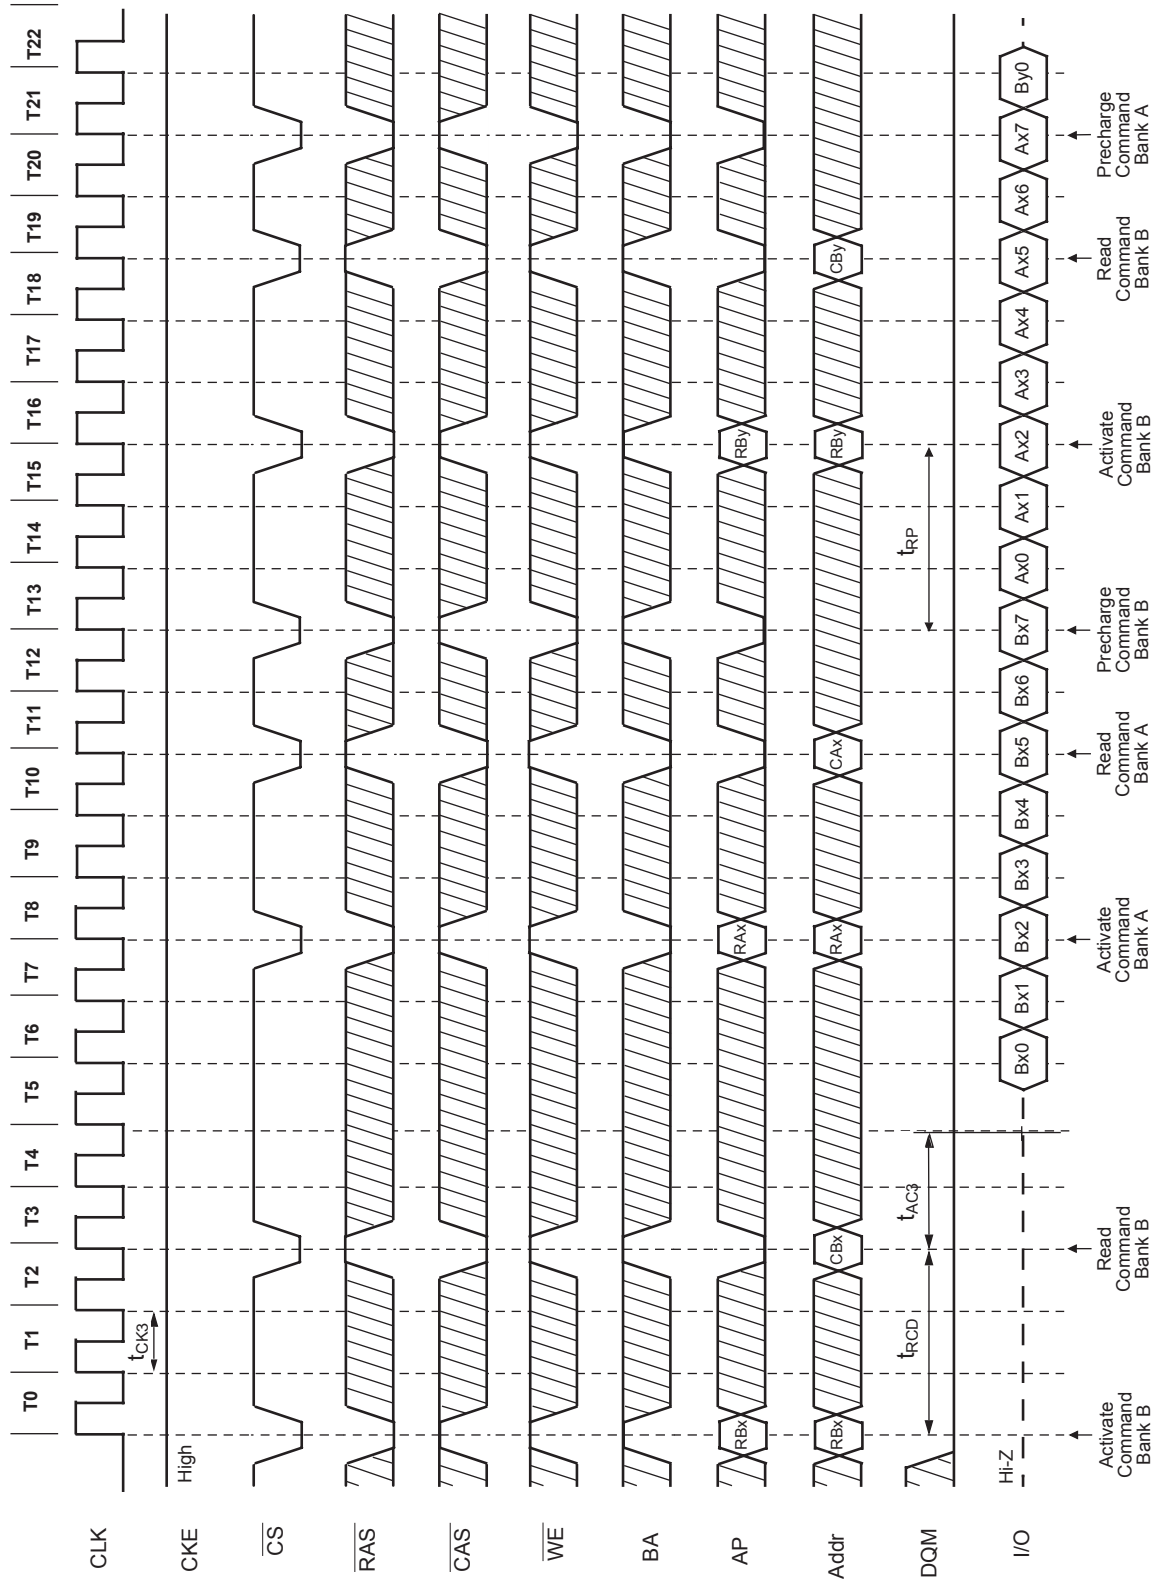 T0 T1 T2 T3 T4 T5 T6 T7 T8 T9 T10 T11 T12 T13 T14 T15 T16 T17 T18 T19 T20 T21 T22
CLK
tCK3
CKE
High
CS
RAS
CAS
WE
BA
AP
RBx RAx RBy
Addr
RBx CBx RAx CAx RBy CBy
DQM
tRCD tAC3 tRP
I/O
Hi-Z
Bx0 Bx1 Bx2 Bx3 Bx4 Bx5 Bx6 Bx7 Ax0 Ax1 Ax2 Ax3 Ax4 Ax5 Ax6 Ax7 By0
Activate
Command
Bank B
Read
Command
Bank B
Activate
Command
Bank A
Read
Command
Bank A
Precharge
Command
Bank B
Activate
Command
Bank B
Read
Command
Bank B
Precharge
Command
Bank A